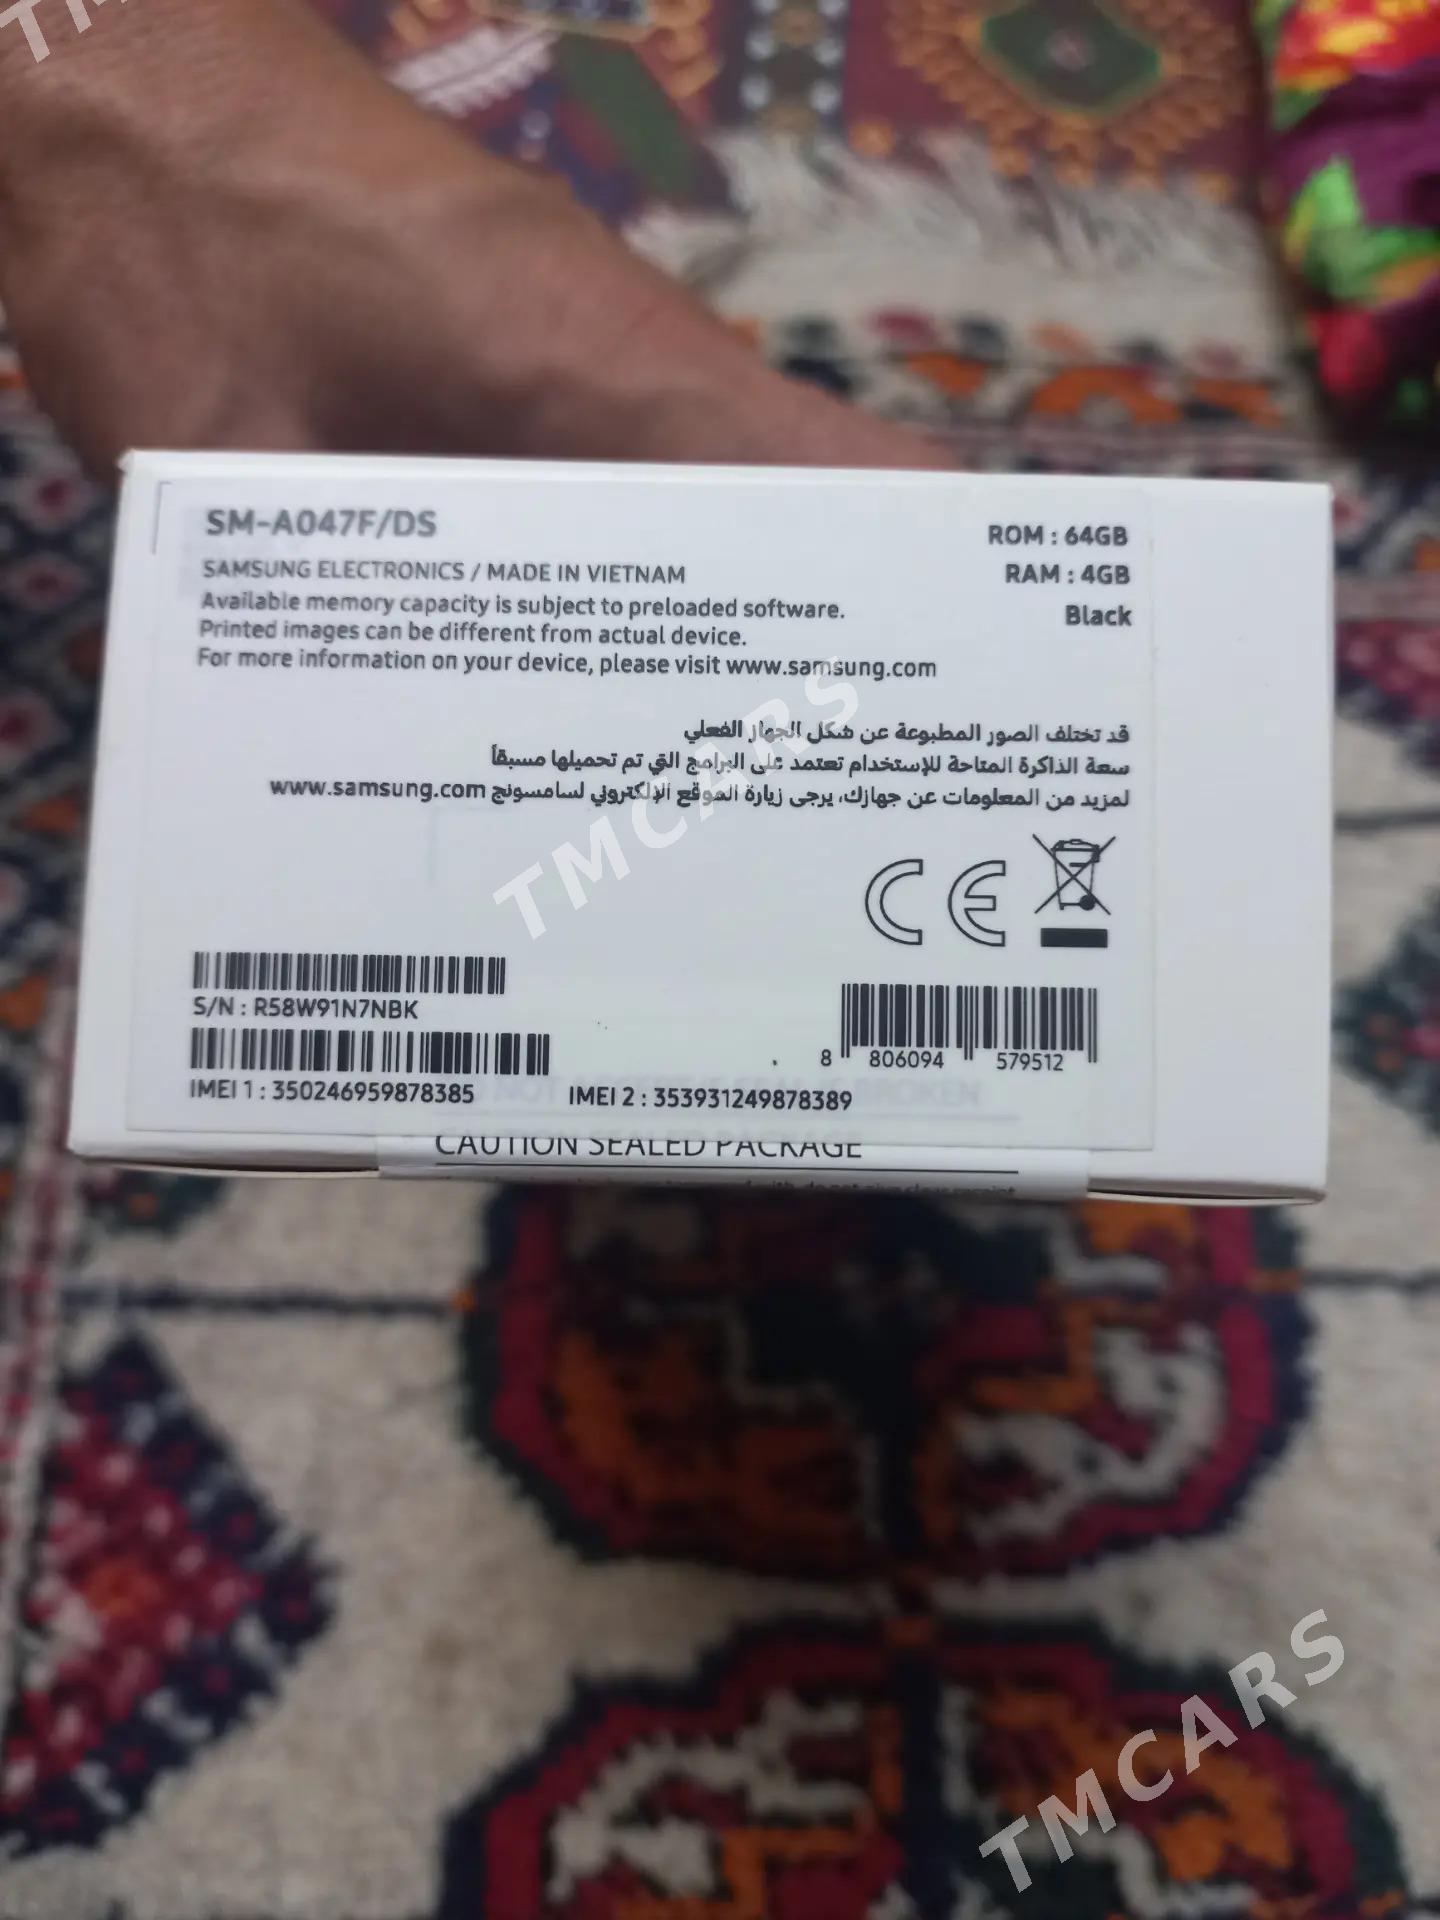 SM-A047F/DS
ROM : 64GB
SAMSUNG ELECTRONICS / MADE IN VIETNAM
RAM : 4GB
Available memory capacity is subject to preloaded software.
Black
Printed images can be different from actual device.
For more information on your device, please visit www.samsung.com
قد تختلف الصور المطبوعة عن شكل الجهاز الفعلي
سعة الذاكرة المتاحة للإستخدام تعتمد على البرامج التي تم تحميلها مسبقاً
لمزيد من المعلومات عن جهازك، يرجى زيارة الموقع الإلكتروني لسامسونج www.samsung.com
TMCARS
CE
S/N : R58W91N7NBK
8 806094 579512
IMEI 1 : 350246959878385
IMEI 2 : 353931249878389
CAUTION SEALED PACKAGE
TMCARS